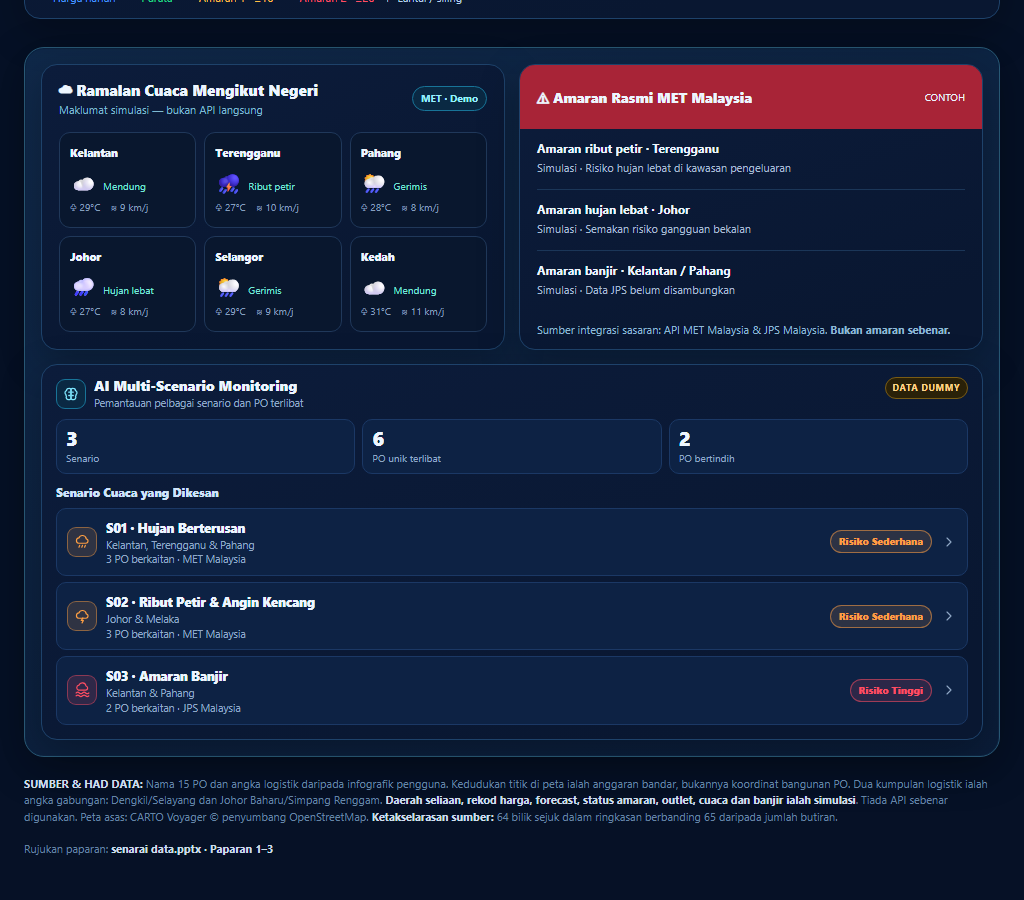 Ramalan Cuaca Mengikut Negeri
Maklumat simulasi — bukan API langsung
MET · Demo
Kelantan
Mendung
29°C ≈ 9 km/j
Terengganu
Ribut petir
27°C ≈ 10 km/j
Pahang
Gerimis
28°C ≈ 8 km/j
Johor
Hujan lebat
27°C ≈ 8 km/j
Selangor
Gerimis
29°C ≈ 9 km/j
Kedah
Mendung
31°C ≈ 11 km/j
⚠ Amaran Rasmi MET Malaysia
CONTOH
Amaran ribut petir · Terengganu
Simulasi · Risiko hujan lebat di kawasan pengeluaran
Amaran hujan lebat · Johor
Simulasi · Semakan risiko gangguan bekalan
Amaran banjir · Kelantan / Pahang
Simulasi · Data JPS belum disambungkan
Sumber integrasi sasaran: API MET Malaysia & JPS Malaysia. Bukan amaran sebenar.
AI Multi-Scenario Monitoring
Pemantauan pelbagai senario dan PO terlibat
DATA DUMMY
3
Senario
6
PO unik terlibat
2
PO bertindih
Senario Cuaca yang Dikesan
S01 · Hujan Berterusan
Kelantan, Terengganu & Pahang
3 PO berkaitan · MET Malaysia
Risiko Sederhana
S02 · Ribut Petir & Angin Kencang
Johor & Melaka
3 PO berkaitan · MET Malaysia
Risiko Sederhana
S03 · Amaran Banjir
Kelantan & Pahang
2 PO berkaitan · JPS Malaysia
Risiko Tinggi
SUMBER & HAD DATA: Nama 15 PO dan angka logistik daripada infografik pengguna. Kedudukan titik di peta ialah anggaran bandar, bukannya koordinat bangunan PO. Dua kumpulan logistik ialah
angka gabungan: Dengkil/Selayang dan Johor Baharu/Simpang Renggam. Daerah seliaan, rekod harga, forecast, status amaran, outlet, cuaca dan banjir ialah simulasi. Tiada API sebenar
digunakan. Peta asas: CARTO Voyager © penyumbang OpenStreetMap. Ketakselarasan sumber: 64 bilik sejuk dalam ringkasan berbanding 65 daripada jumlah butiran.
Rujukan paparan: senarai data.pptx · Paparan 1–3